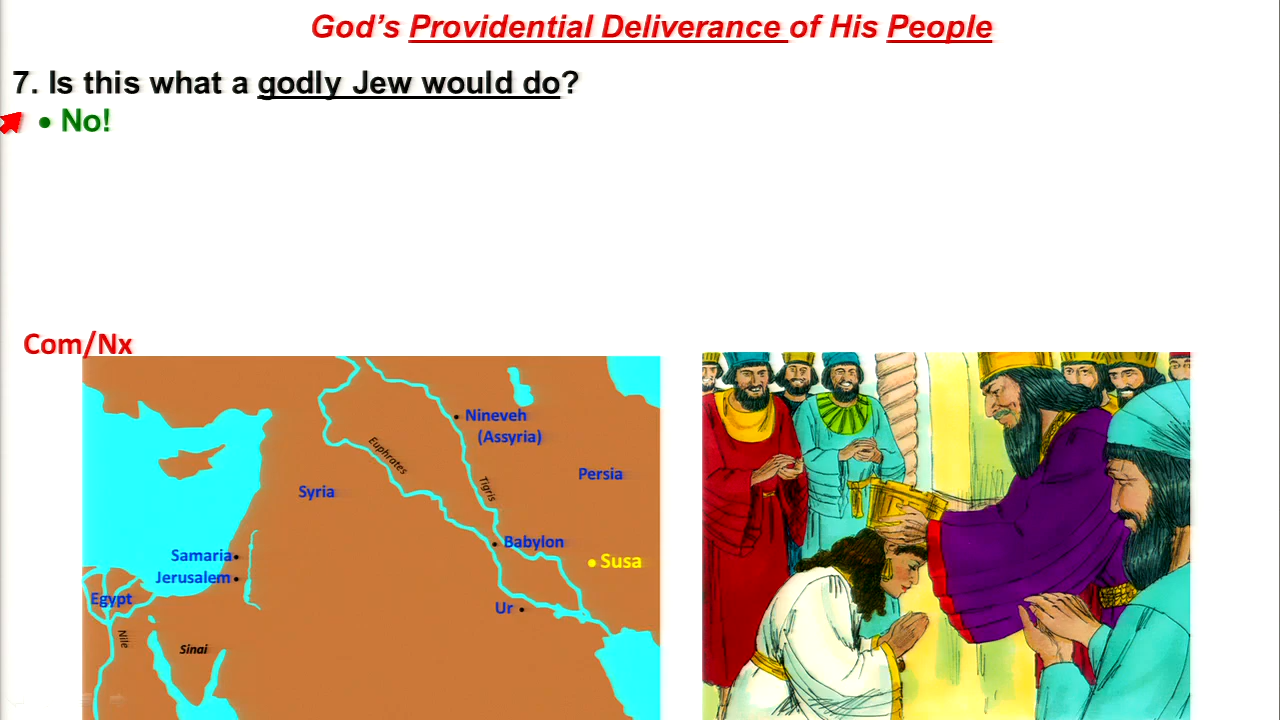 God's Providential Deliverance of His People
7. Is this what a godly Jew would do?
• No!
Com/Nx
Nineveh
(Assyria)
Euphrates
Persia
Tigris
Syria
Babylon
Samaria
Susa
Jerusalem
Egypt
Ur
Nile
Sinai